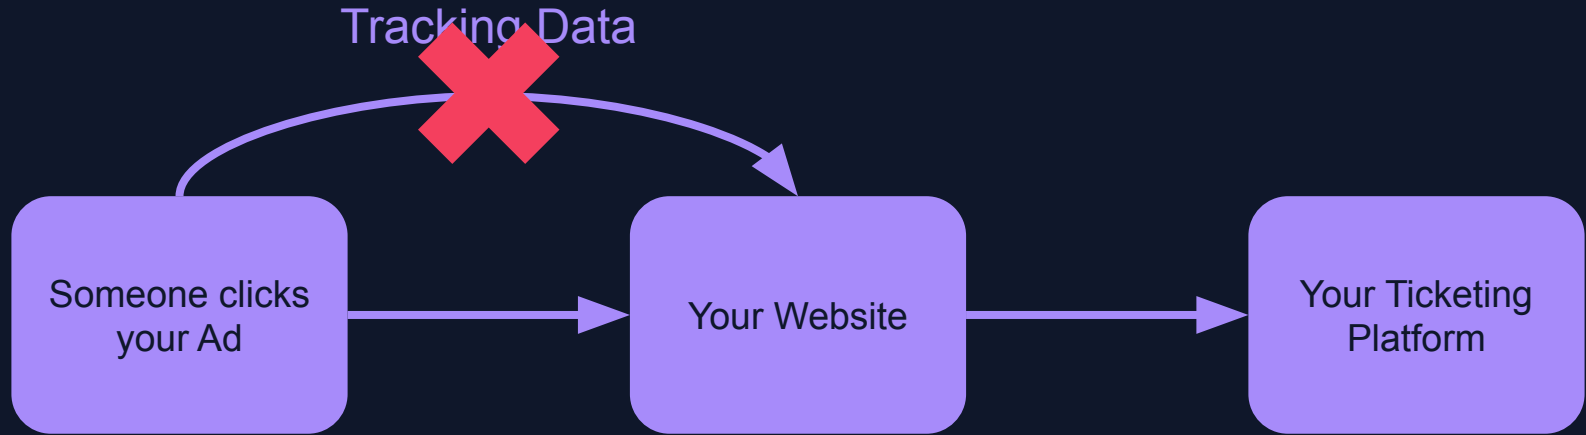 Tracking Data
Someone clicks
your Ad
Your Website
Your Ticketing
Platform